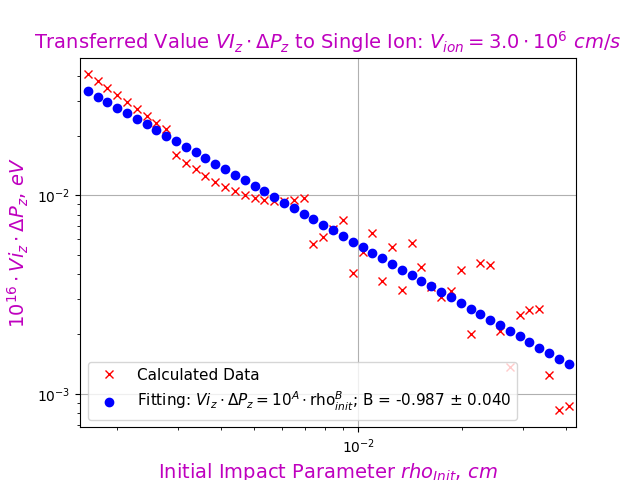 Transferred Value $VI_z \cdot \Delta P_z$ to Single Ion: $V_{ion} = 3.0 \cdot 10^6$ cm/s
$10^{16} \cdot Vi_z \cdot \Delta P_z$, eV
$10^{-2}$
$10^{-3}$
Calculated Data
Fitting: $Vi_z \cdot \Delta P_z = 10^A \cdot \mathrm{rho}_{init}^B$; B = -0.987 ± 0.040
$10^{-2}$
Initial Impact Parameter $rho_{Init}$, cm